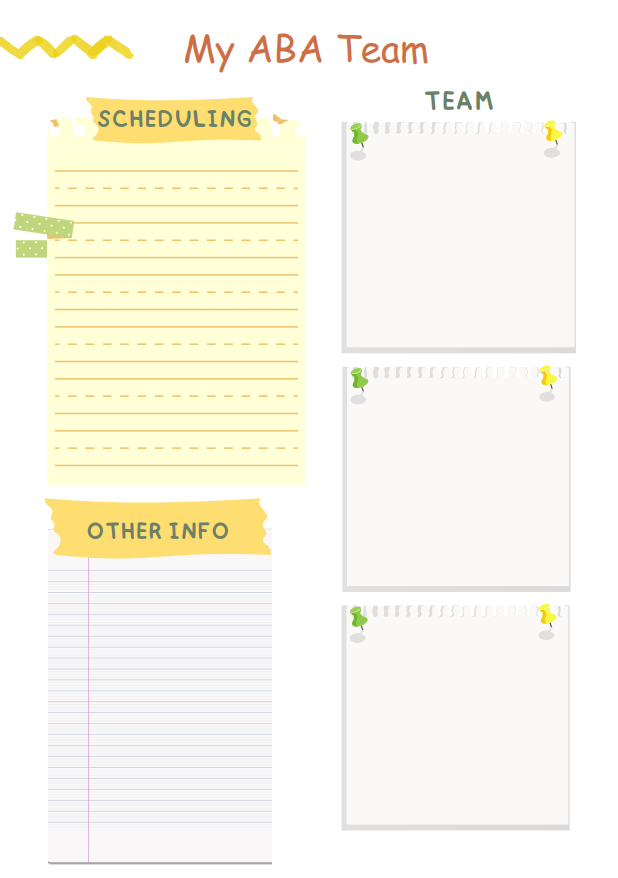 My ABA Team
SCHEDULING
TEAM
OTHER INFO